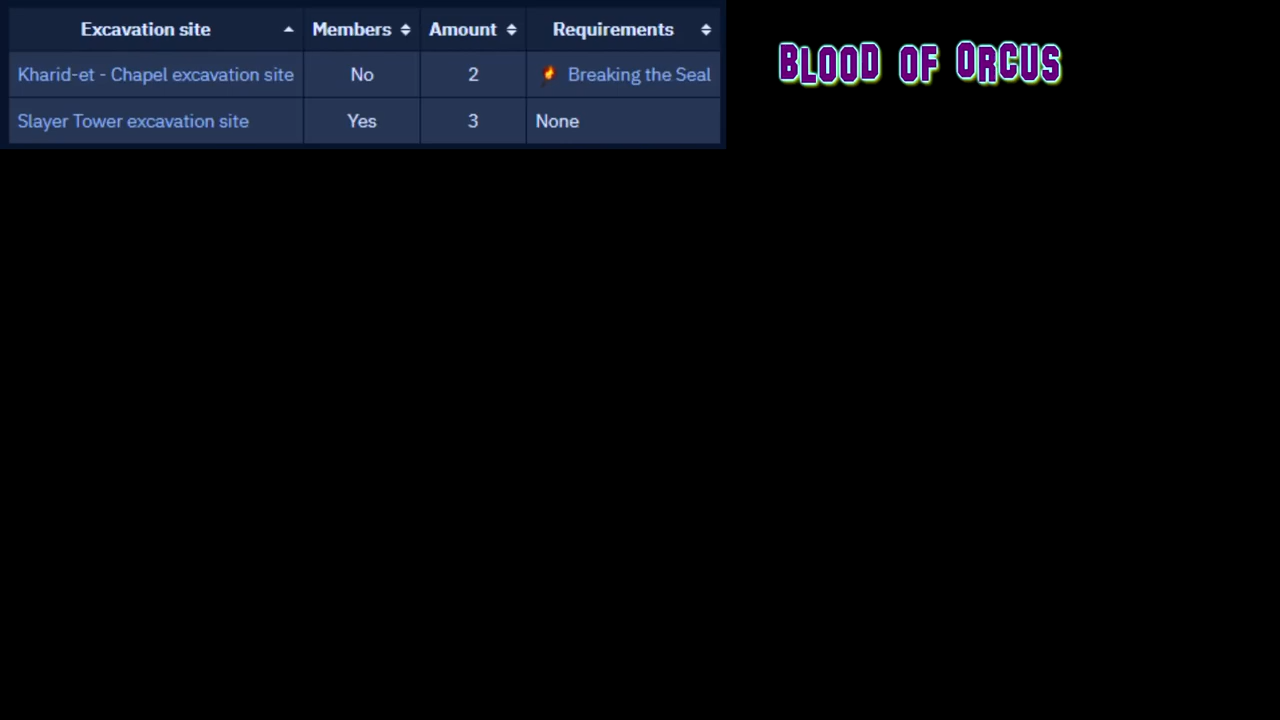 Excavation site Members Amount Requirements
Kharid-et - Chapel excavation site No 2 Breaking the Seal
Slayer Tower excavation site Yes 3 None
BLOOD OF ORCUS